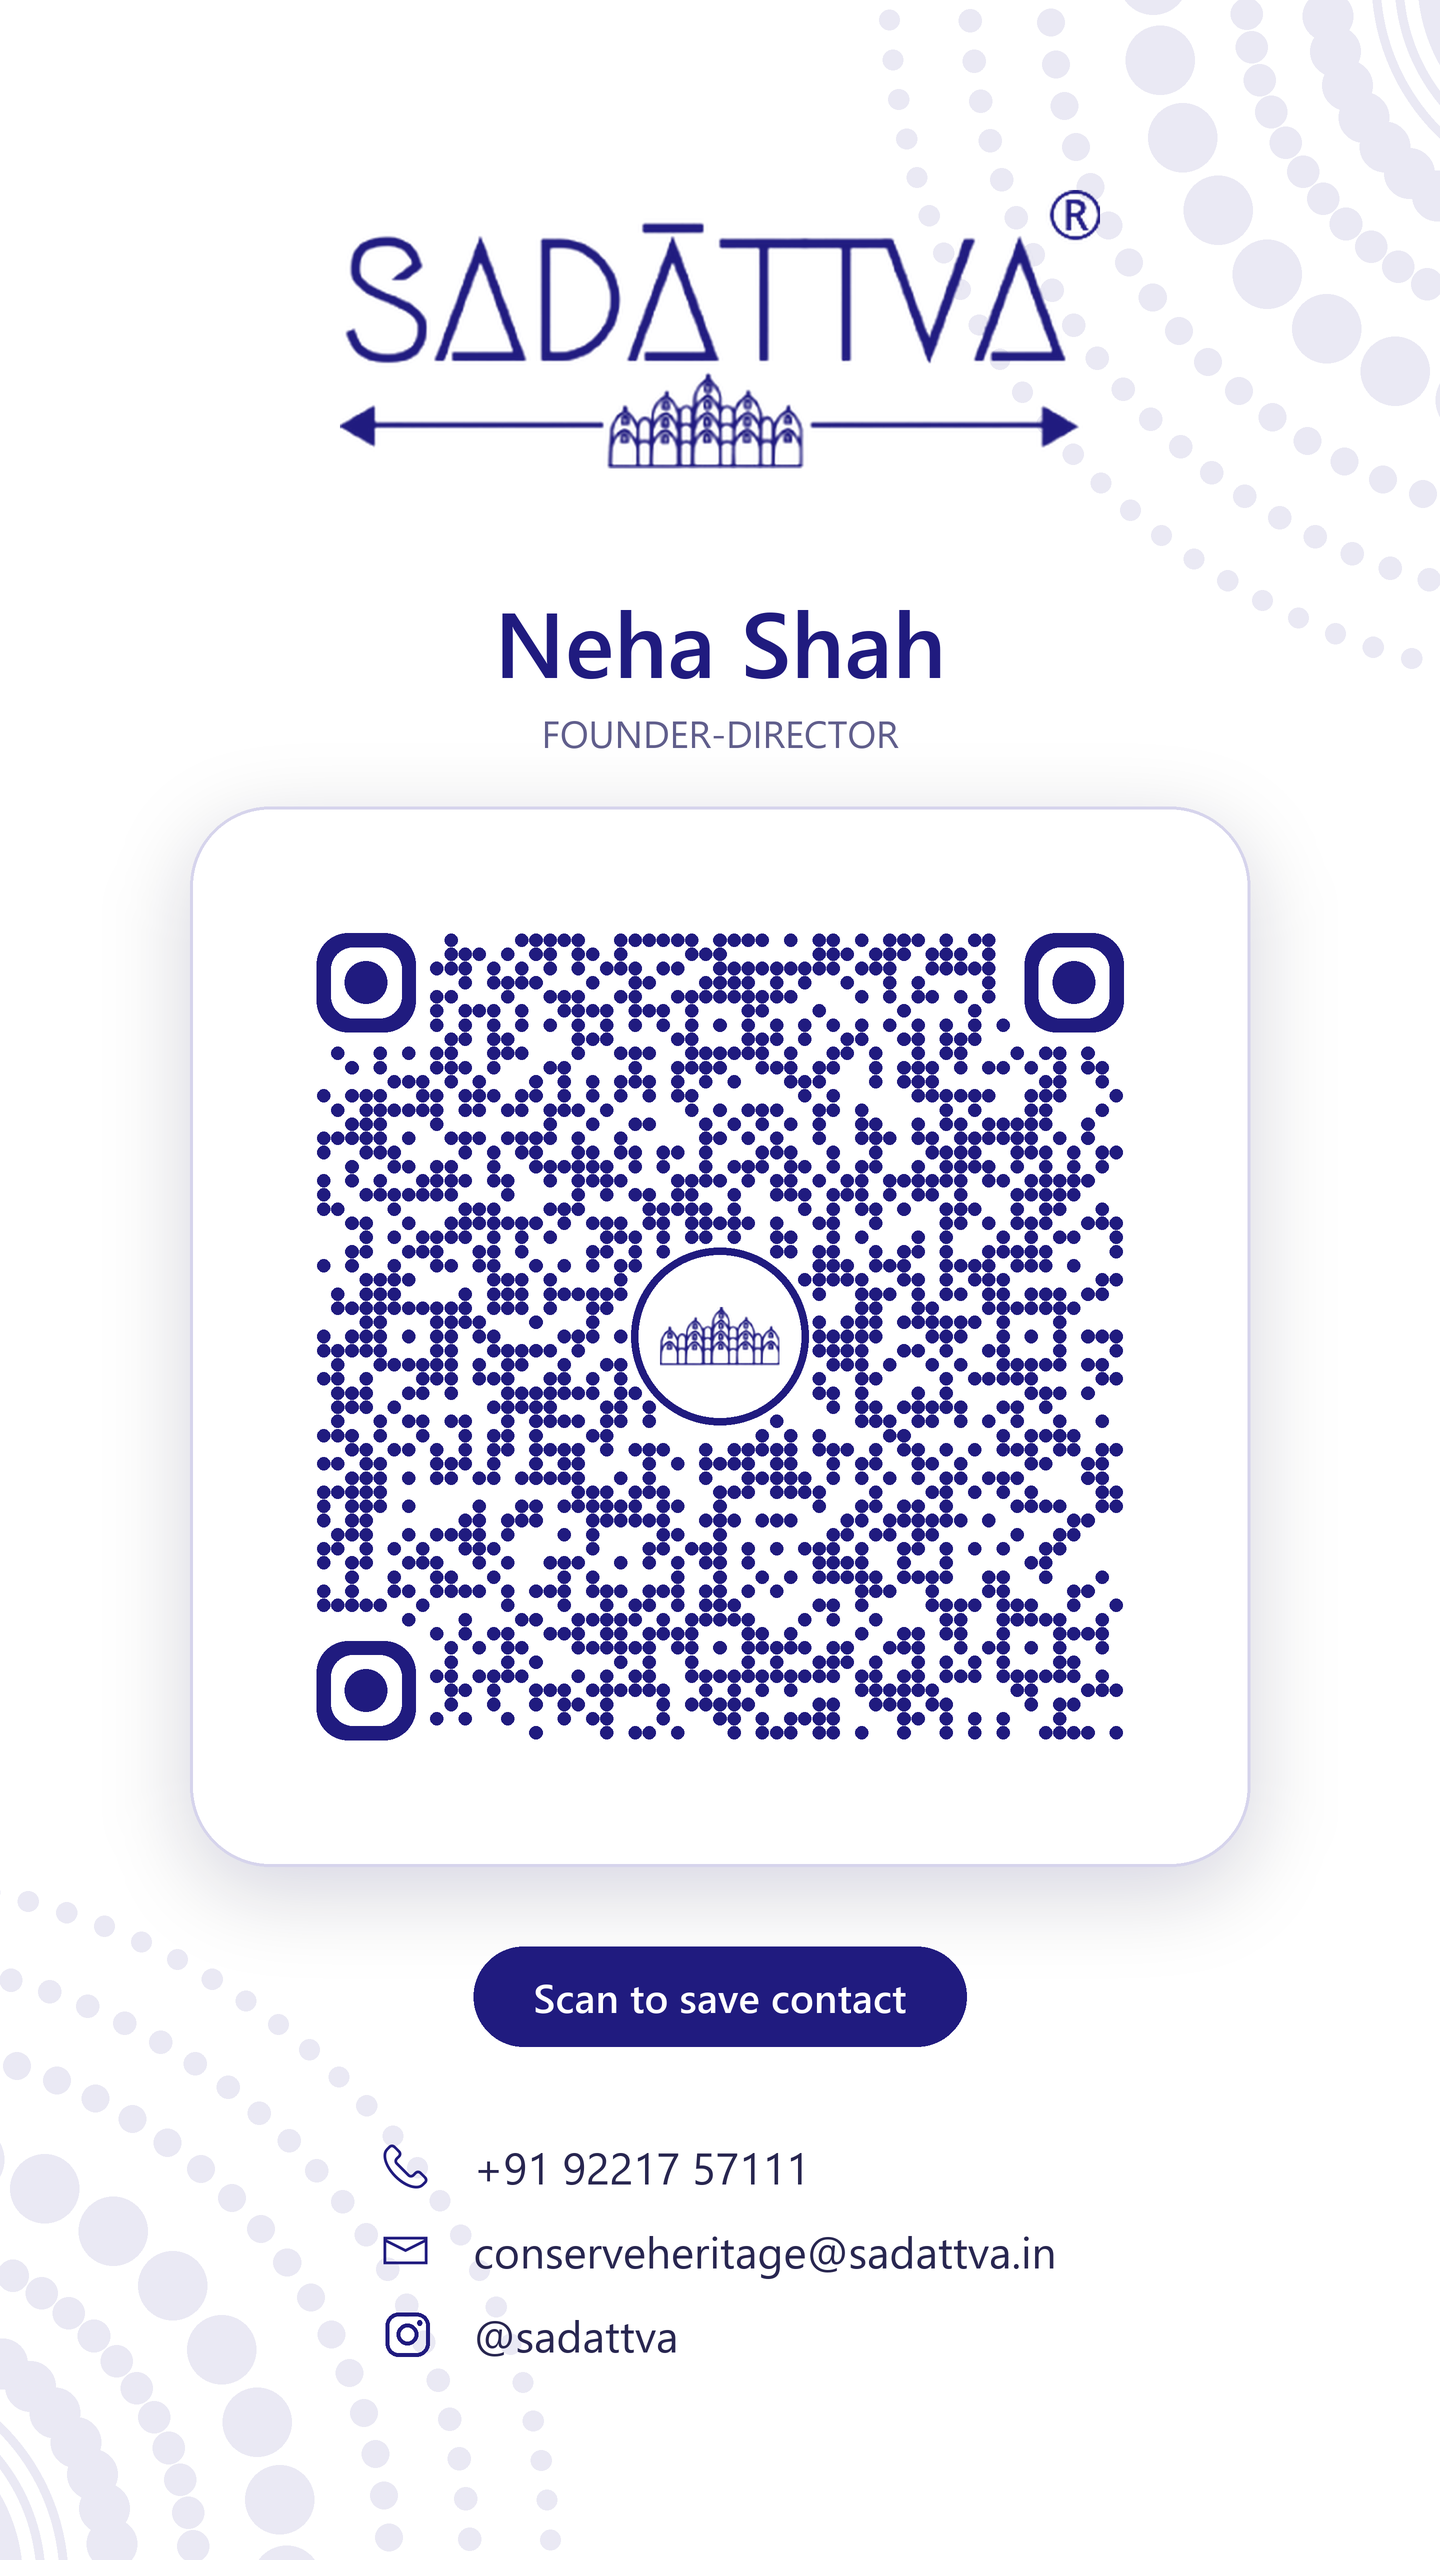 SADĀTTVA®
Neha Shah
FOUNDER-DIRECTOR
Scan to save contact
+91 92217 57111
conserveheritage@sadattva.in
@sadattva